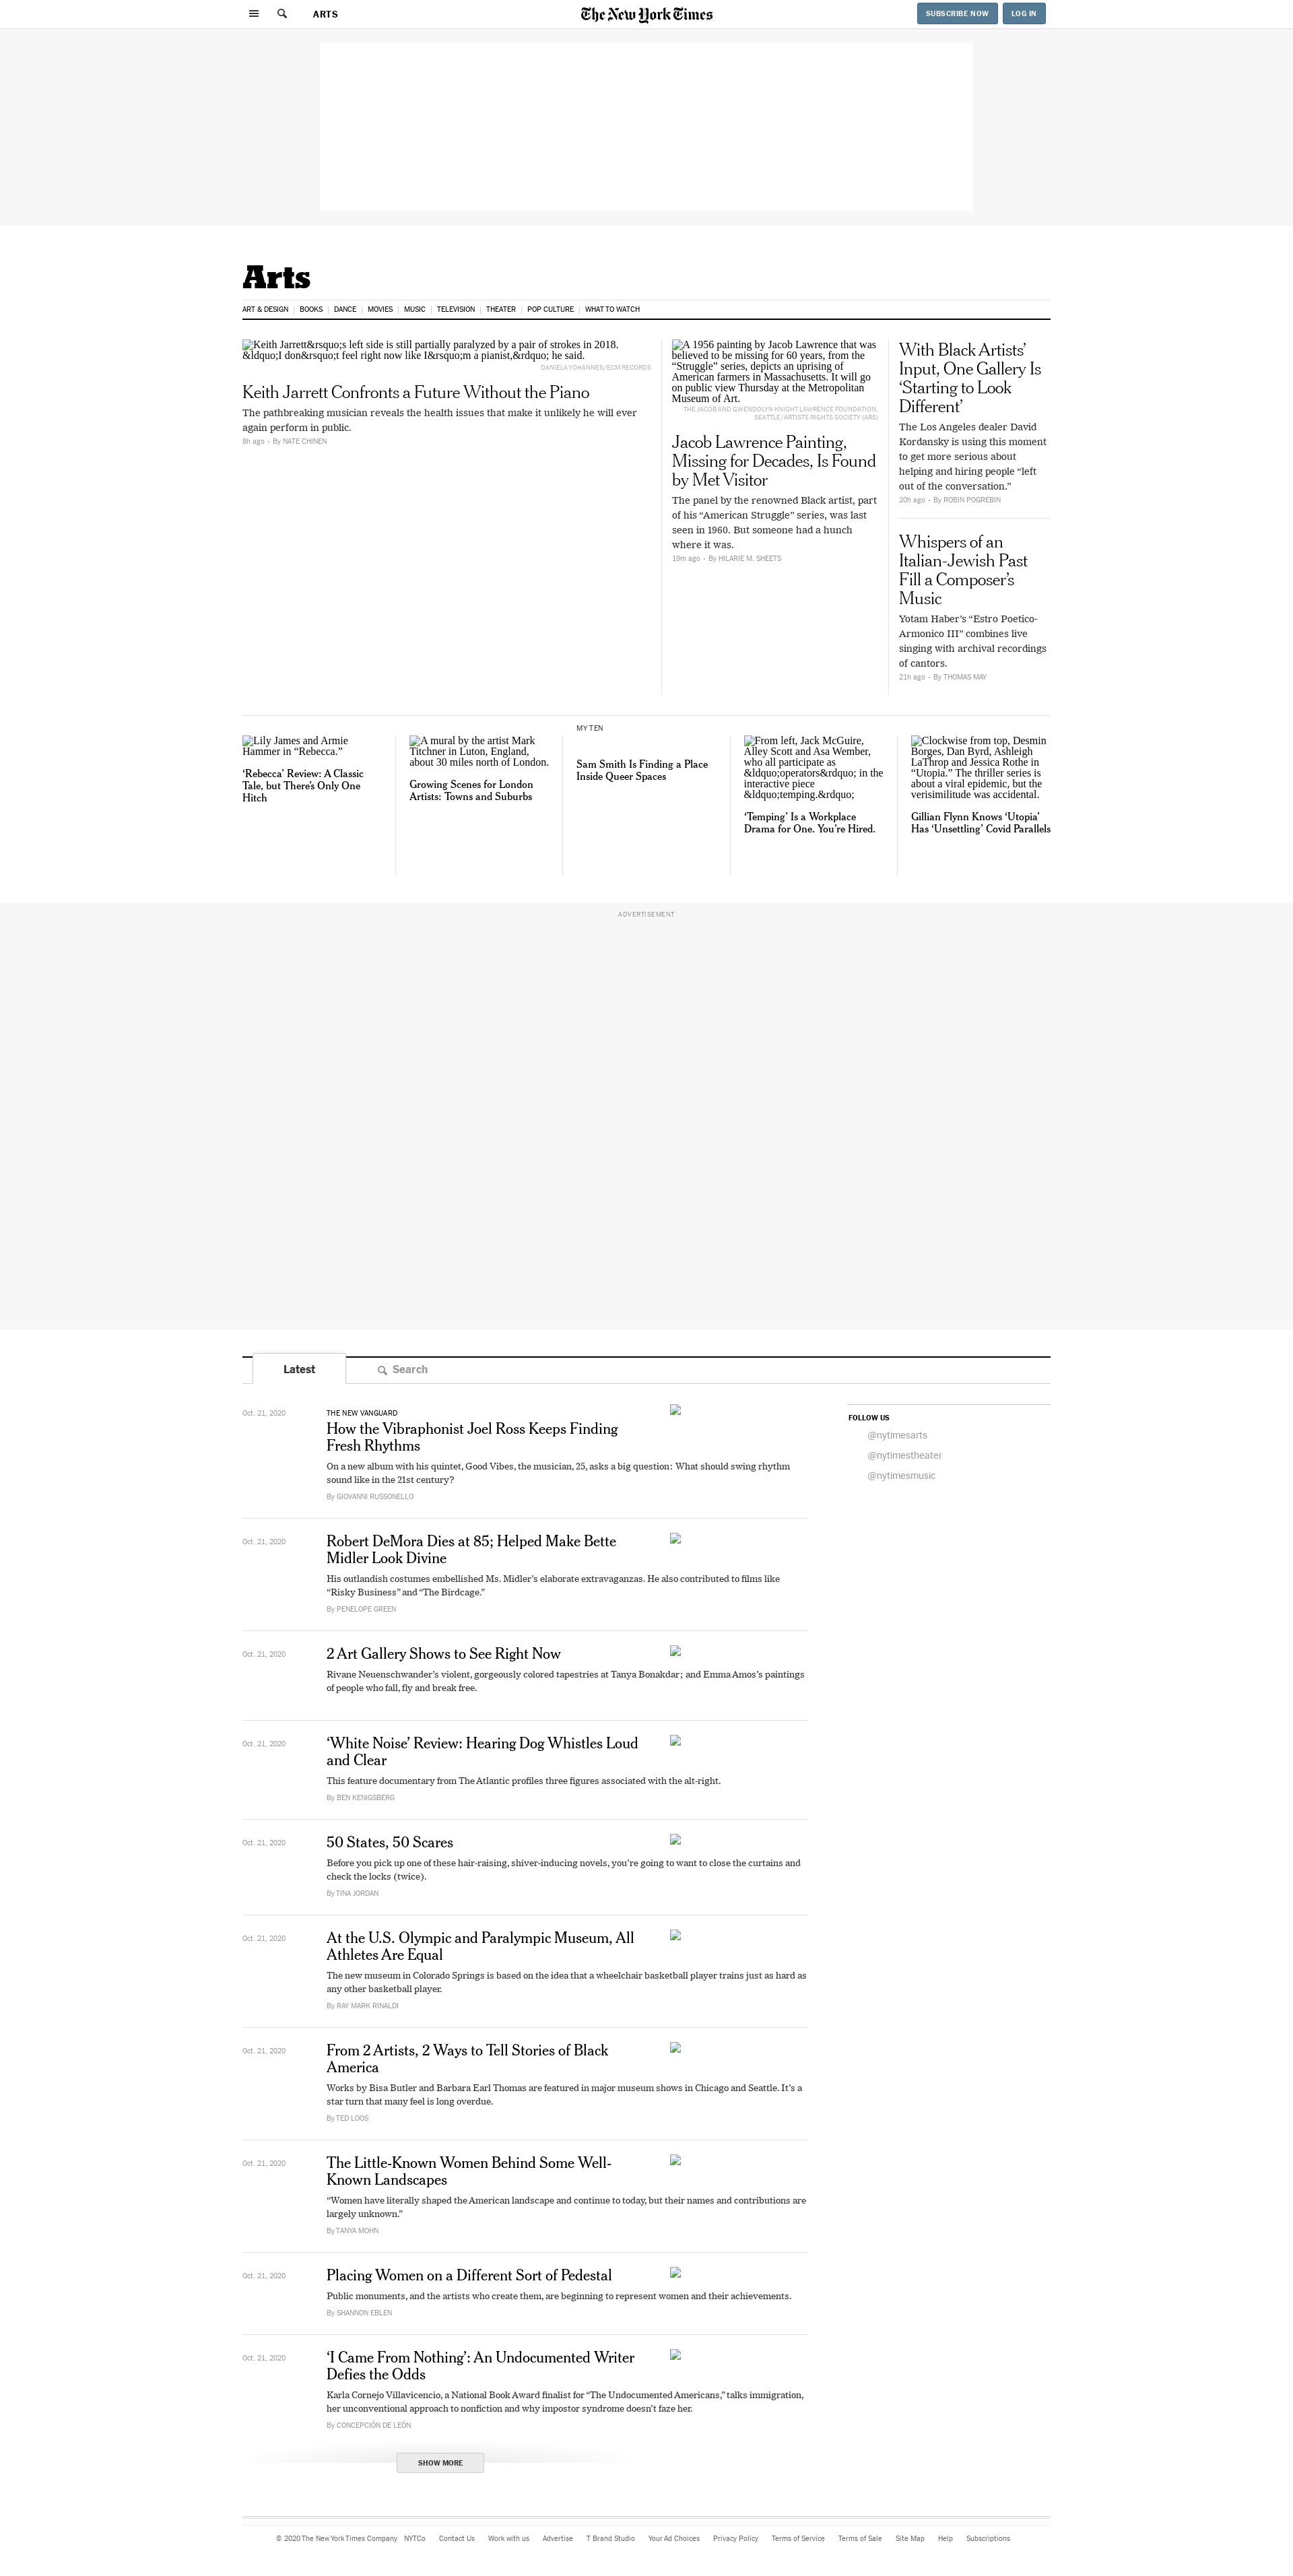 ARTS
The New York Times
SUBSCRIBE NOW
LOG IN
Arts
ART & DESIGN
BOOKS
DANCE
MOVIES
MUSIC
TELEVISION
THEATER
POP CULTURE
WHAT TO WATCH
Keith Jarrett&rsquo;s left side is still partially paralyzed by a pair of strokes in 2018.
&ldquo;I don&rsquo;t feel right now like I&rsquo;m a pianist,&rdquo; he said.
DANIELA YOHANNES/ECM RECORDS
Keith Jarrett Confronts a Future Without the Piano
The pathbreaking musician reveals the health issues that make it unlikely he will ever
again perform in public.
8h ago • By NATE CHINEN
A 1956 painting by Jacob Lawrence that was
believed to be missing for 60 years, from the
“Struggle” series, depicts an uprising of
American farmers in Massachusetts. It will go
on public view Thursday at the Metropolitan
Museum of Art.
THE JACOB AND GWENDOLYN KNIGHT LAWRENCE FOUNDATION,
SEATTLE/ARTISTS RIGHTS SOCIETY (ARS)
Jacob Lawrence Painting,
Missing for Decades, Is Found
by Met Visitor
The panel by the renowned Black artist, part
of his “American Struggle” series, was last
seen in 1960. But someone had a hunch
where it was.
19m ago • By HILARIE M. SHEETS
With Black Artists’
Input, One Gallery Is
‘Starting to Look
Different’
The Los Angeles dealer David
Kordansky is using this moment
to get more serious about
helping and hiring people “left
out of the conversation.”
20h ago • By ROBIN POGREBIN
Whispers of an
Italian-Jewish Past
Fill a Composer’s
Music
Yotam Haber’s “Estro Poetico-
Armonico III” combines live
singing with archival recordings
of cantors.
21h ago • By THOMAS MAY
Lily James and Armie
Hammer in “Rebecca.”
‘Rebecca’ Review: A Classic
Tale, but There’s Only One
Hitch
A mural by the artist Mark
Titchner in Luton, England,
about 30 miles north of London.
Growing Scenes for London
Artists: Towns and Suburbs
MY TEN
Sam Smith Is Finding a Place
Inside Queer Spaces
From left, Jack McGuire,
Alley Scott and Asa Wember,
who all participate as
&ldquo;operators&rdquo; in the
interactive piece
&ldquo;temping.&rdquo;
‘Temping’ Is a Workplace
Drama for One. You’re Hired.
Clockwise from top, Desmin
Borges, Dan Byrd, Ashleigh
LaThrop and Jessica Rothe in
“Utopia.” The thriller series is
about a viral epidemic, but the
verisimilitude was accidental.
Gillian Flynn Knows ‘Utopia’
Has ‘Unsettling’ Covid Parallels
ADVERTISEMENT
Latest
Search
Oct. 21, 2020
THE NEW VANGUARD
How the Vibraphonist Joel Ross Keeps Finding
Fresh Rhythms
On a new album with his quintet, Good Vibes, the musician, 25, asks a big question: What should swing rhythm
sound like in the 21st century?
By GIOVANNI RUSSONELLO
FOLLOW US
@nytimesarts
@nytimestheater
@nytimesmusic
Oct. 21, 2020
Robert DeMora Dies at 85; Helped Make Bette
Midler Look Divine
His outlandish costumes embellished Ms. Midler’s elaborate extravaganzas. He also contributed to films like
“Risky Business” and “The Birdcage.”
By PENELOPE GREEN
Oct. 21, 2020
2 Art Gallery Shows to See Right Now
Rivane Neuenschwander’s violent, gorgeously colored tapestries at Tanya Bonakdar; and Emma Amos’s paintings
of people who fall, fly and break free.
Oct. 21, 2020
‘White Noise’ Review: Hearing Dog Whistles Loud
and Clear
This feature documentary from The Atlantic profiles three figures associated with the alt-right.
By BEN KENIGSBERG
Oct. 21, 2020
50 States, 50 Scares
Before you pick up one of these hair-raising, shiver-inducing novels, you’re going to want to close the curtains and
check the locks (twice).
By TINA JORDAN
Oct. 21, 2020
At the U.S. Olympic and Paralympic Museum, All
Athletes Are Equal
The new museum in Colorado Springs is based on the idea that a wheelchair basketball player trains just as hard as
any other basketball player.
By RAY MARK RINALDI
Oct. 21, 2020
From 2 Artists, 2 Ways to Tell Stories of Black
America
Works by Bisa Butler and Barbara Earl Thomas are featured in major museum shows in Chicago and Seattle. It’s a
star turn that many feel is long overdue.
By TED LOOS
Oct. 21, 2020
The Little-Known Women Behind Some Well-
Known Landscapes
“Women have literally shaped the American landscape and continue to today, but their names and contributions are
largely unknown.”
By TANYA MOHN
Oct. 21, 2020
Placing Women on a Different Sort of Pedestal
Public monuments, and the artists who create them, are beginning to represent women and their achievements.
By SHANNON EBLEN
Oct. 21, 2020
‘I Came From Nothing’: An Undocumented Writer
Defies the Odds
Karla Cornejo Villavicencio, a National Book Award finalist for “The Undocumented Americans,” talks immigration,
her unconventional approach to nonfiction and why impostor syndrome doesn’t faze her.
By CONCEPCIÓN DE LEÓN
SHOW MORE
© 2020 The New York Times Company
NYTCo
Contact Us
Work with us
Advertise
T Brand Studio
Your Ad Choices
Privacy Policy
Terms of Service
Terms of Sale
Site Map
Help
Subscriptions